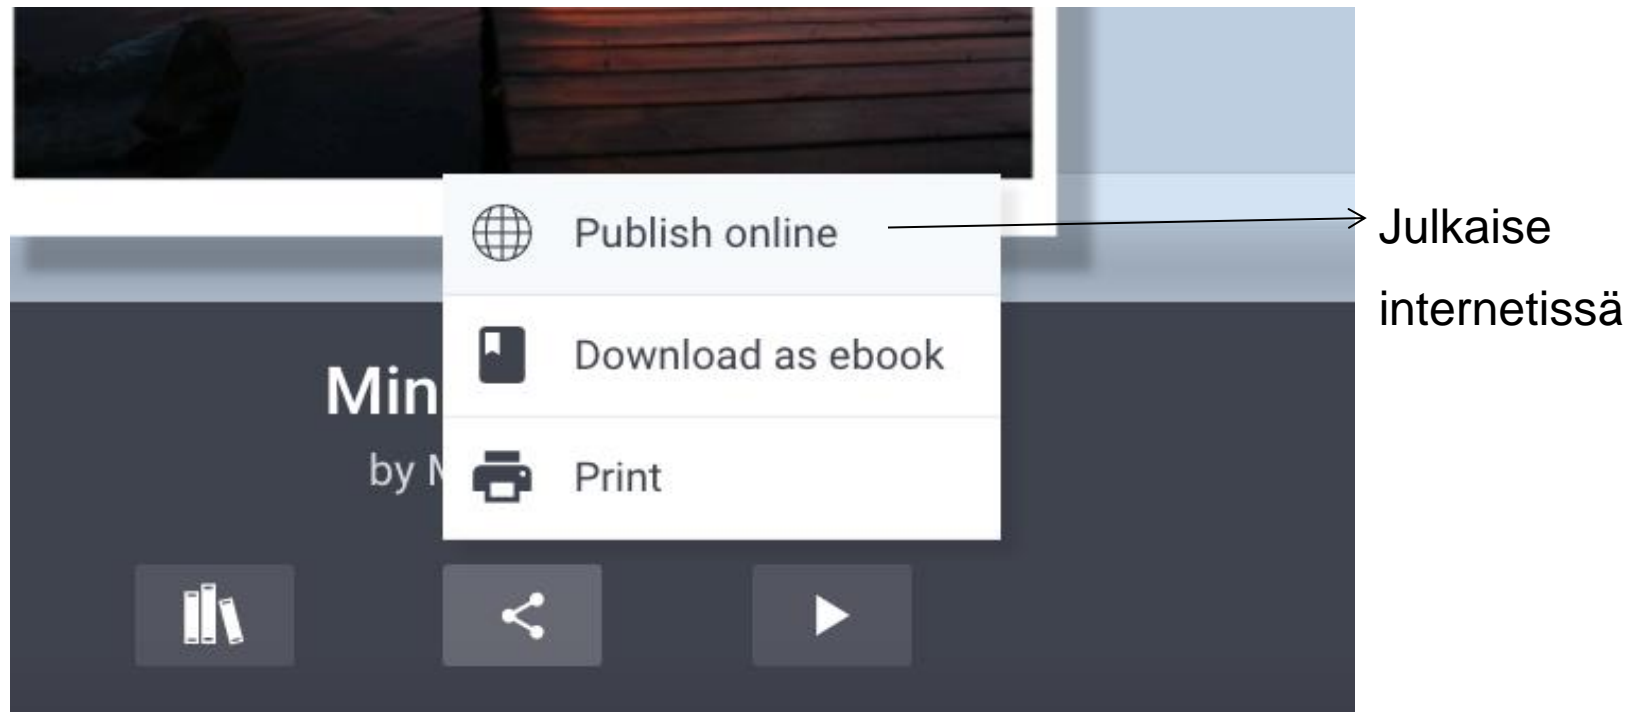 Publish online
Julkaise
internetissä
Download as ebook
Min
by
Print